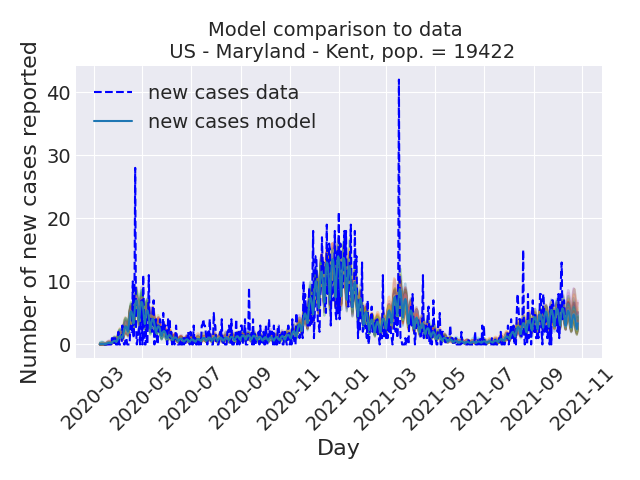 Model comparison to data
US - Maryland - Kent, pop. = 19422
Number of new cases reported
40
30
20
10
0
new cases data
new cases model
2020-03
2020-05
2020-07
2020-09
2020-11
2021-01
2021-03
2021-05
2021-07
2021-09
2021-11
Day